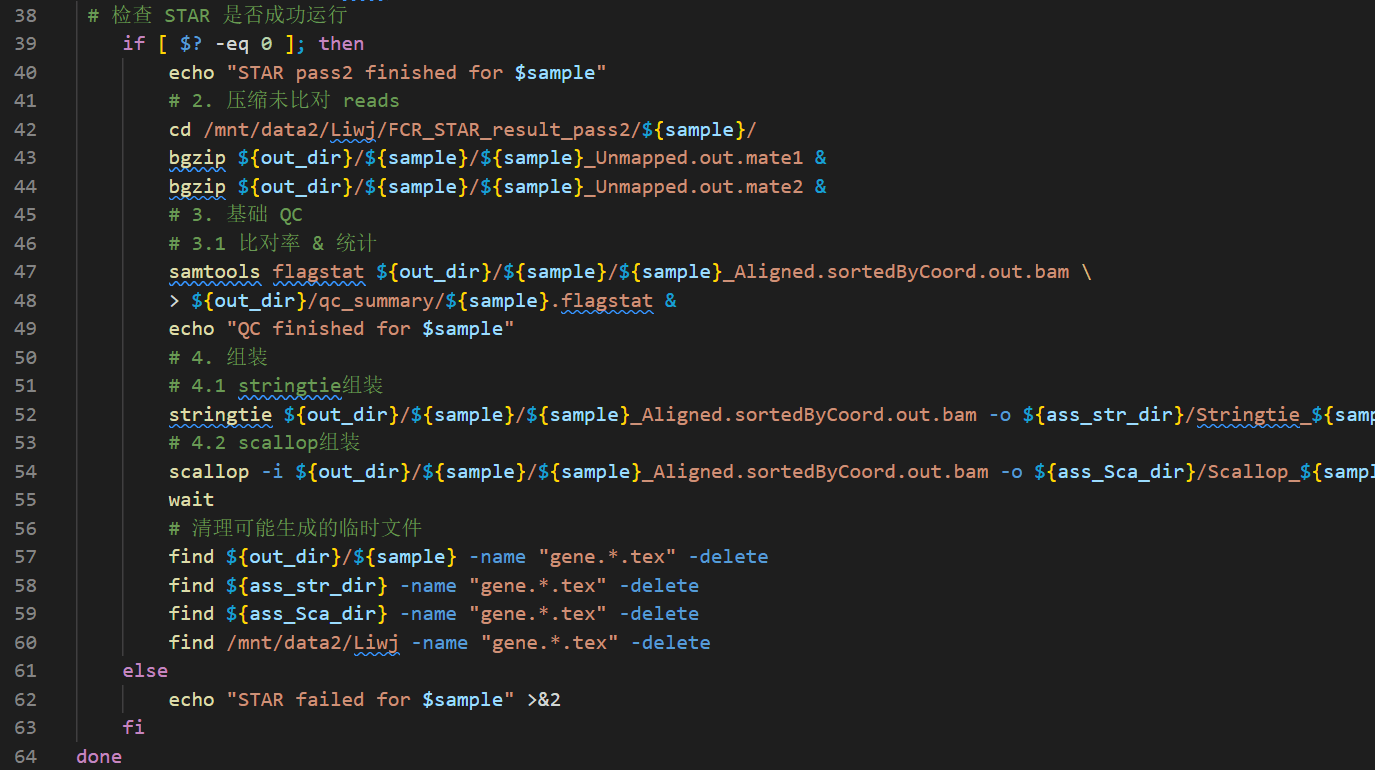 38 # 检查 STAR 是否成功运行
39 if [ $? -eq 0 ]; then
40 echo "STAR pass2 finished for $sample"
41 # 2. 压缩未比对 reads
42 cd /mnt/data2/Liwj/FCR_STAR_result_pass2/${sample}/
43 bgzip ${out_dir}/${sample}/${sample}_Unmapped.out.mate1 &
44 bgzip ${out_dir}/${sample}/${sample}_Unmapped.out.mate2 &
45 # 3. 基础 QC
46 # 3.1 比对率 & 统计
47 samtools flagstat ${out_dir}/${sample}/${sample}_Aligned.sortedByCoord.out.bam \
48 > ${out_dir}/qc_summary/${sample}.flagstat &
49 echo "QC finished for $sample"
50 # 4. 组装
51 # 4.1 stringtie组装
52 stringtie ${out_dir}/${sample}/${sample}_Aligned.sortedByCoord.out.bam -o ${ass_str_dir}/Stringtie_${samp
53 # 4.2 scallop组装
54 scallop -i ${out_dir}/${sample}/${sample}_Aligned.sortedByCoord.out.bam -o ${ass_Sca_dir}/Scallop_${sampl
55 wait
56 # 清理可能生成的临时文件
57 find ${out_dir}/${sample} -name "gene.*.tex" -delete
58 find ${ass_str_dir} -name "gene.*.tex" -delete
59 find ${ass_Sca_dir} -name "gene.*.tex" -delete
60 find /mnt/data2/Liwj -name "gene.*.tex" -delete
61 else
62 echo "STAR failed for $sample" >&2
63 fi
64 done